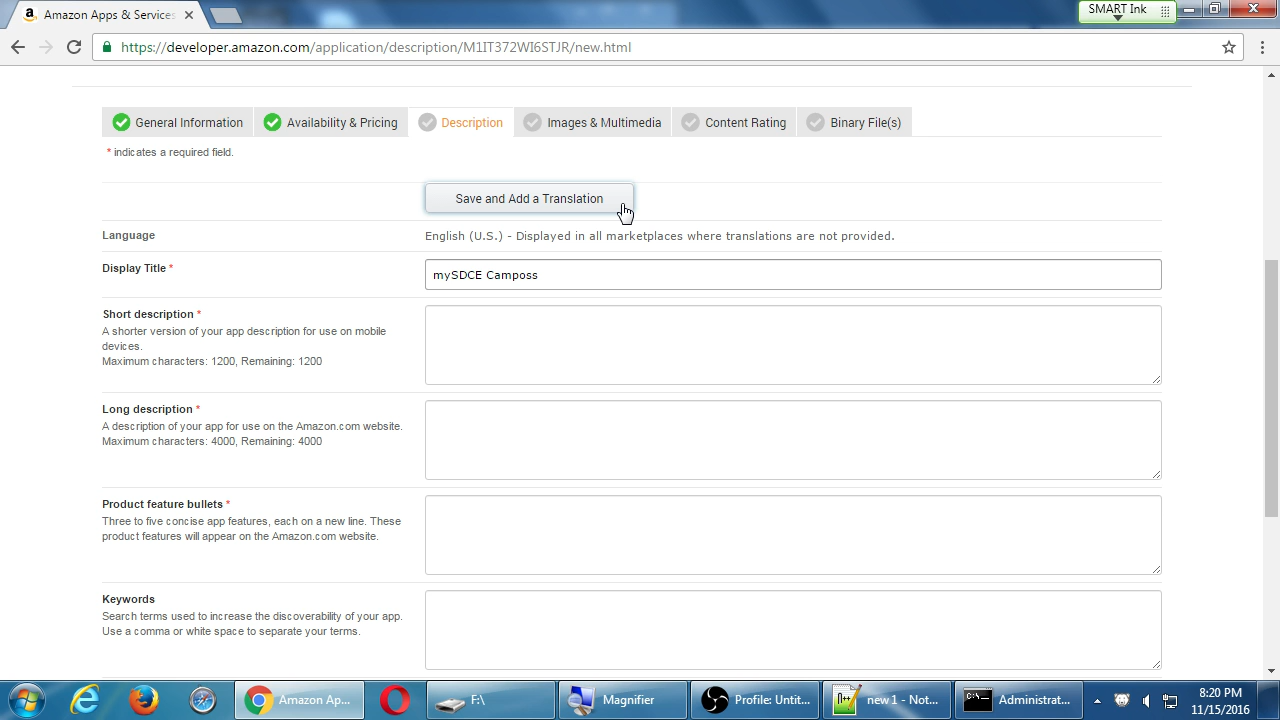 Amazon Apps & Services
SMART Ink
https://developer.amazon.com/application/description/M1IT372WI6STJR/new.html
General Information
Availability & Pricing
Description
Images & Multimedia
Content Rating
Binary File(s)
* indicates a required field.
Save and Add a Translation
Language
English (U.S.) - Displayed in all marketplaces where translations are not provided.
Display Title *
mySDCE Camposs
Short description *
A shorter version of your app description for use on mobile
devices.
Maximum characters: 1200, Remaining: 1200
Long description *
A description of your app for use on the Amazon.com website.
Maximum characters: 4000, Remaining: 4000
Product feature bullets *
Three to five concise app features, each on a new line. These
product features will appear on the Amazon.com website.
Keywords
Search terms used to increase the discoverability of your app.
Use a comma or white space to separate your terms.
Amazon Ap...
F:\
Magnifier
Profile: Untit...
new 1 - Not...
Administrat...
8:20 PM
11/15/2016